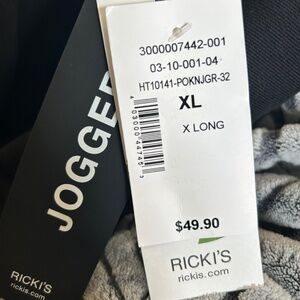 3000007442-001
03-10-001-04
HT10141-POKNJGR-32
XL
X LONG
$49.90
RICKI'S
rickis.com
JOGGER
RICKI'S
rickis.com